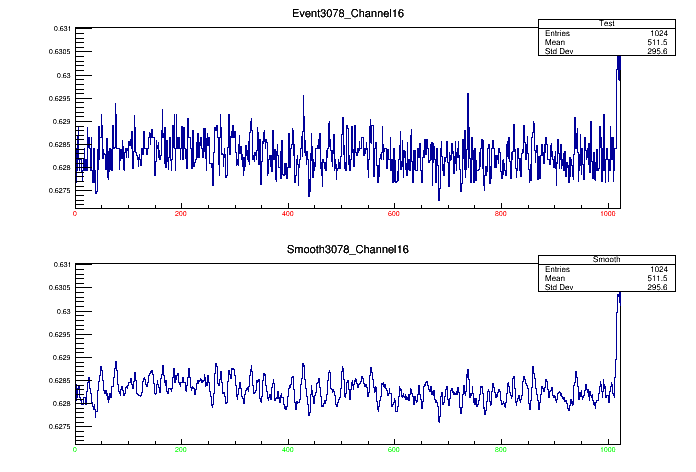 Event3078_Channel16
Test
Entries 1024
Mean 511.5
Std Dev 295.6
0.631
0.6305
0.63
0.6295
0.629
0.6285
0.628
0.6275
0 200 400 600 800 1000
Smooth3078_Channel16
Smooth
Entries 1024
Mean 511.5
Std Dev 295.6
0.631
0.6305
0.63
0.6295
0.629
0.6285
0.628
0.6275
0 200 400 600 800 1000